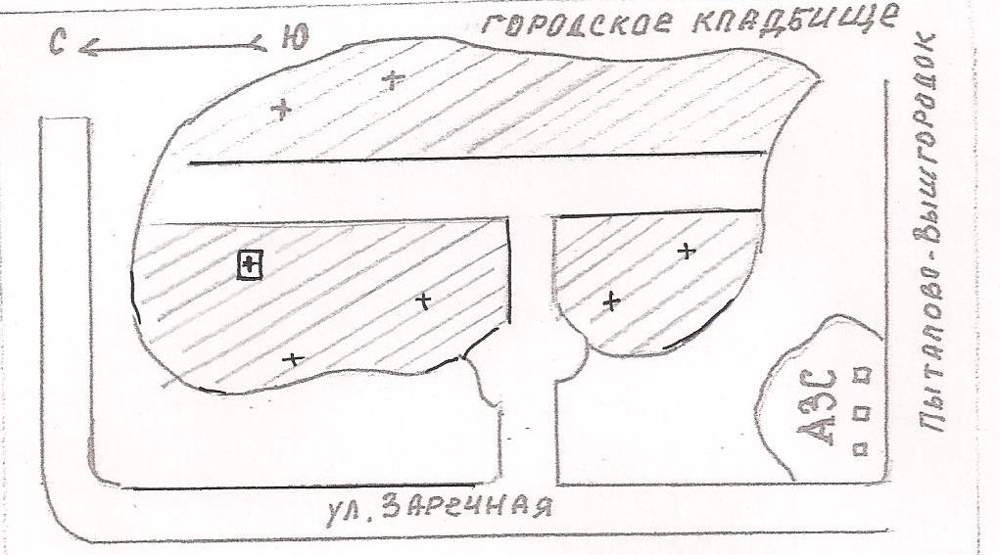 ГОРОДСКОЕ КЛАДБИЩЕ
С Ю
ПЫТАЛОВО-ВЫШГОРОДОК
АЗС
УЛ. ЗАРЕЧНАЯ